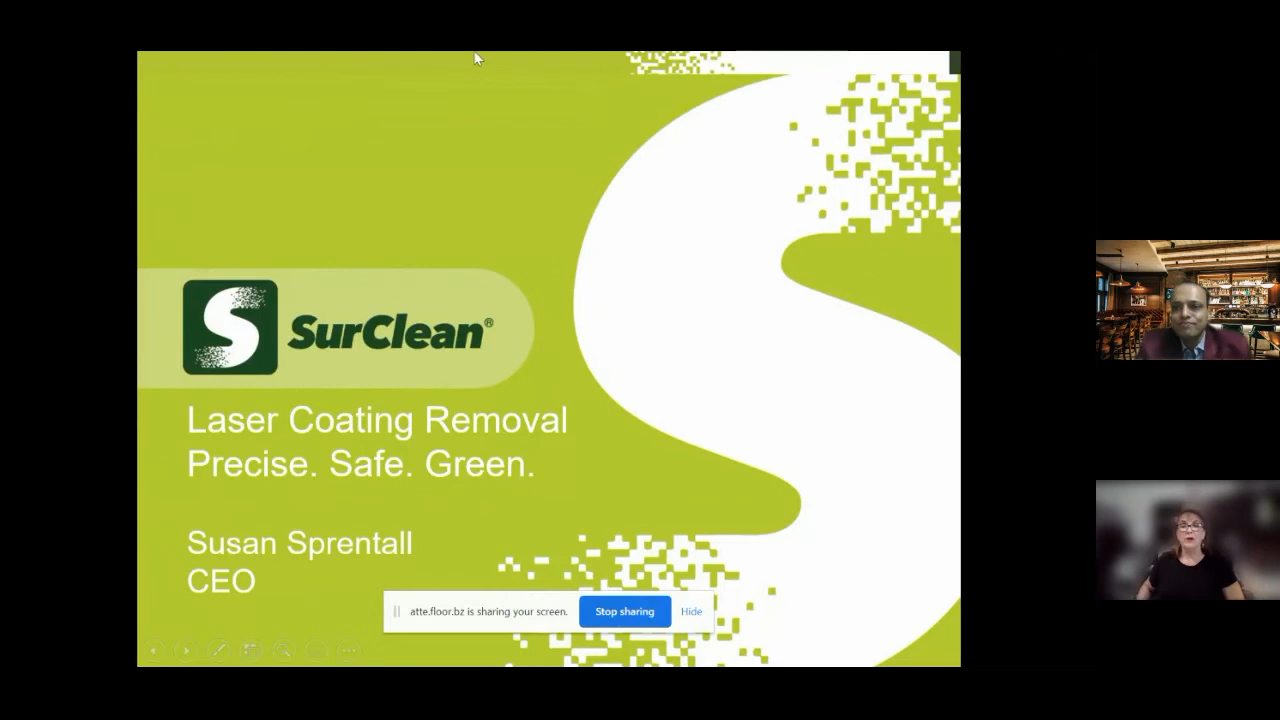 SurClean®
Laser Coating Removal
Precise. Safe. Green.
Susan Sprentall
CEO
atte.floor.bz is sharing your screen. Stop sharing Hide